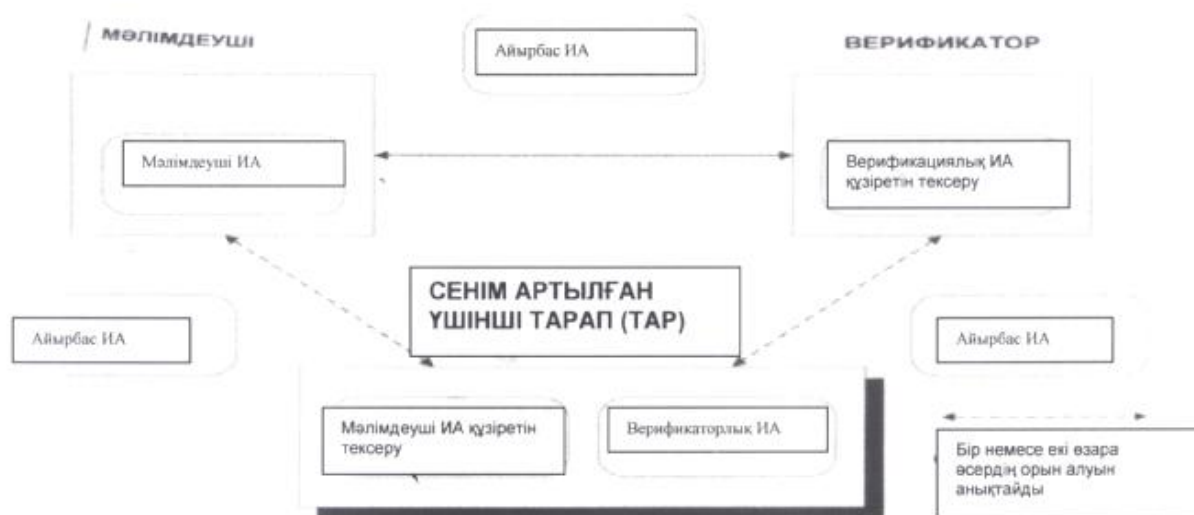 МӘЛІМДЕУШІ
Айырбас ИА
ВЕРИФИКАТОР
Мәлімдеуші ИА
Верификациялық ИА
құзіретін тексеру
СЕНІМ АРТЫЛҒАН
ҮШІНШІ ТАРАП (ТАР)
Айырбас ИА
Айырбас ИА
Мәлімдеуші ИА құзіретін
тексеру
Верификаторлық ИА
Бір немесе екі өзара
әсердің орын алуын
анықтайды